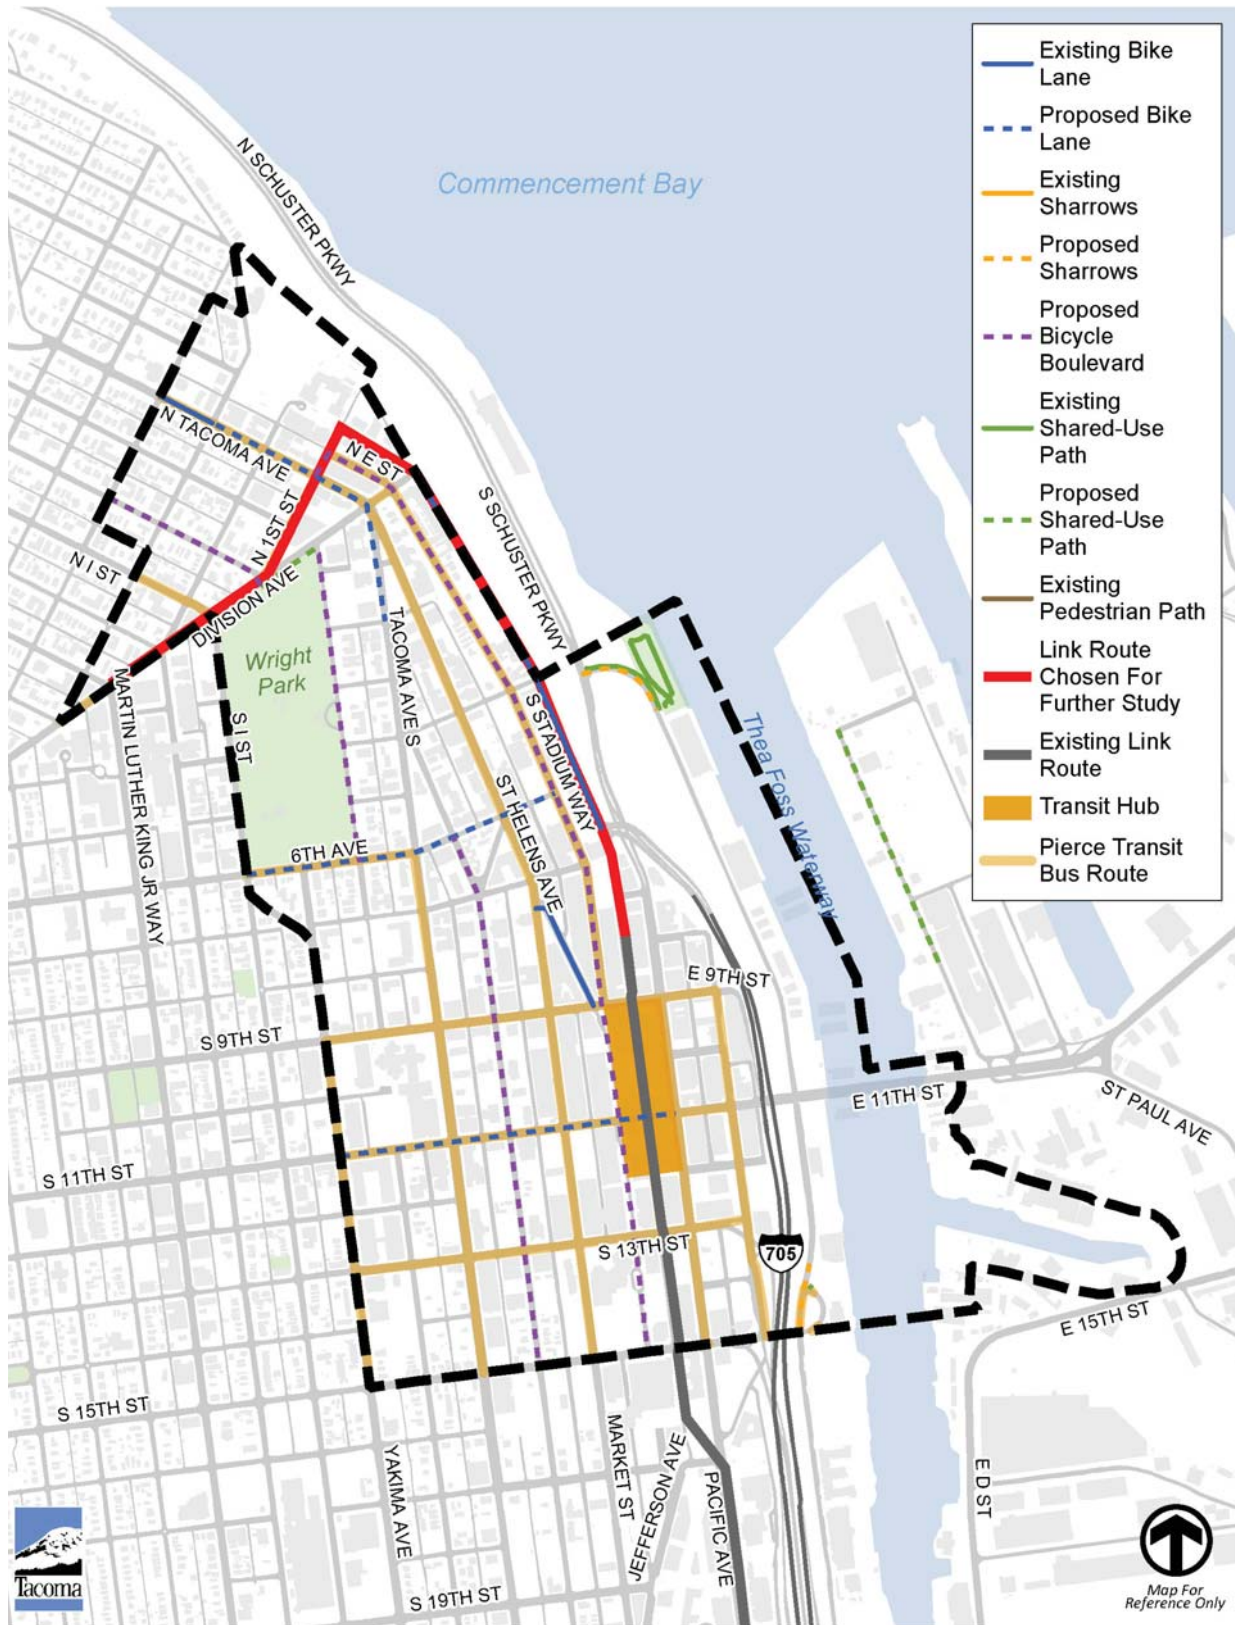 Existing Bike
Lane
Proposed Bike
Lane
Existing
Sharrows
Proposed
Sharrows
Proposed
Bicycle
Boulevard
Existing
Shared-Use
Path
Proposed
Shared-Use
Path
Existing
Pedestrian Path
Link Route
Chosen For
Further Study
Existing Link
Route
Transit Hub
Pierce Transit
Bus Route
N SCHUSTER PKWY
Commencement Bay
N TACOMA AVE
N E ST
N 1ST ST
S SCHUSTER PKWY
N I ST
DIVISION AVE
Wright
Park
TACOMA AVE S
MARTIN LUTHER KING JR WAY
S I ST
S STADIUM WAY
Thea Foss Waterway
ST HELENS AVE
6TH AVE
E 9TH ST
S 9TH ST
E 11TH ST
ST PAUL AVE
S 11TH ST
S 13TH ST
705
E 15TH ST
S 15TH ST
YAKIMA AVE
MARKET ST
JEFFERSON AVE
PACIFIC AVE
E D ST
S 19TH ST
Tacoma
Map For
Reference Only